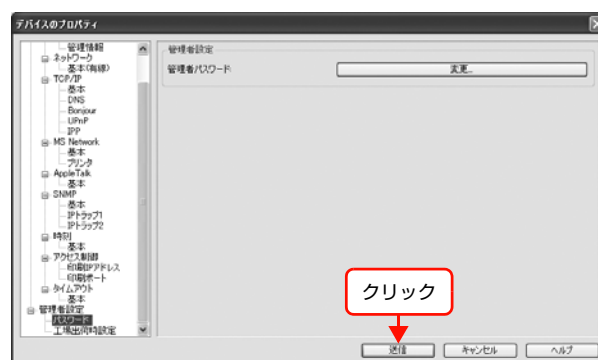 デバイスのプロパティ
管理情報
ネットワーク
基本(有線)
TCP/IP
基本
DNS
Bonjour
UPnP
IPP
MS Network
基本
プリンタ
AppleTalk
基本
SNMP
基本
IPトラップ1
IPトラップ2
時刻
基本
アクセス制御
印刷IPアドレス
印刷ポート
タイムアウト
基本
管理者設定
パスワード
工場出荷時設定
管理者設定
管理者パスワード
変更...
クリック
送信
キャンセル
ヘルプ